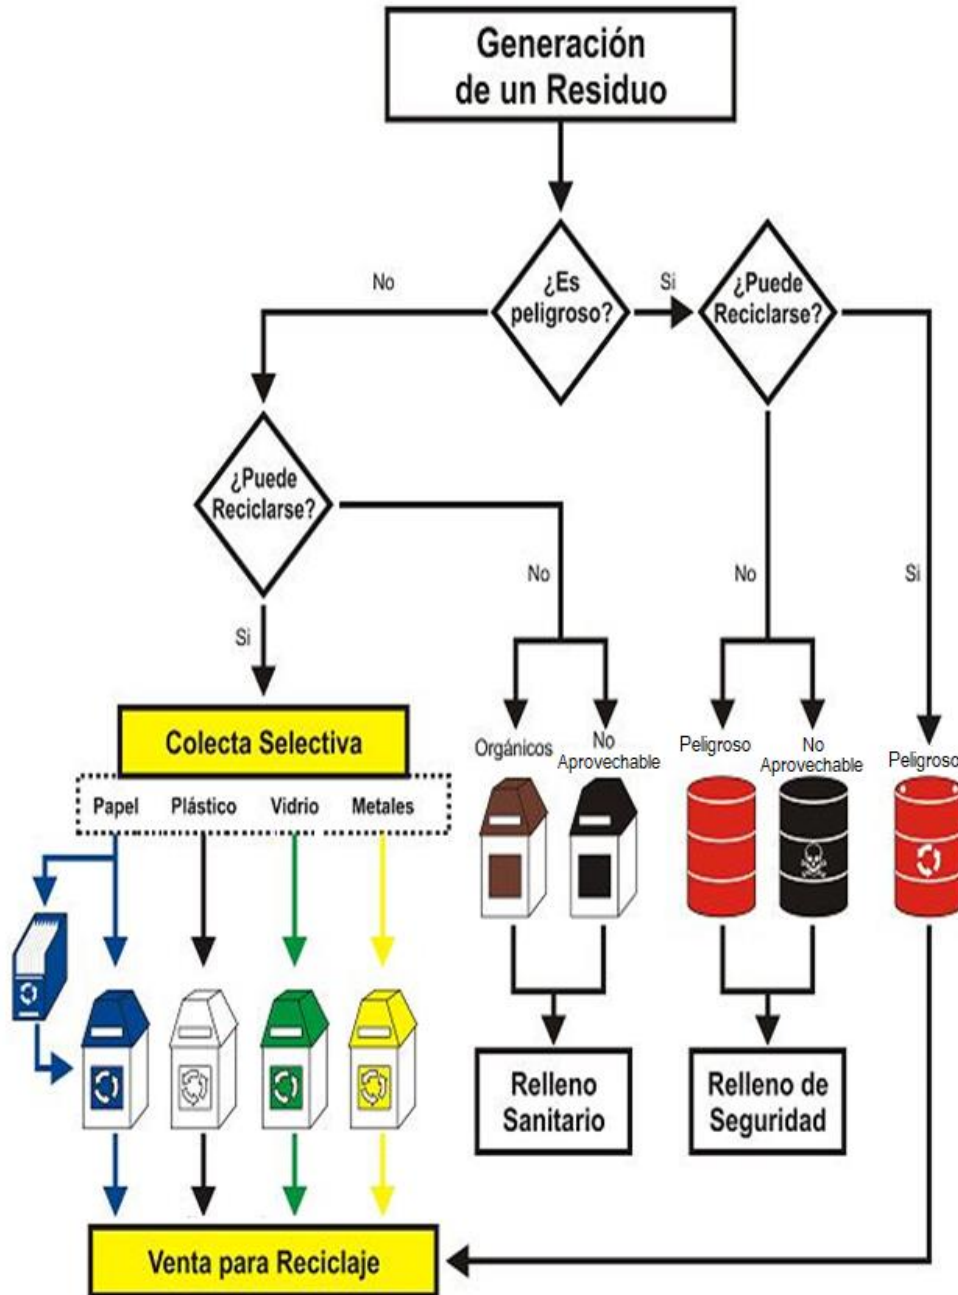 Generación
de un Residuo
¿Es
peligroso?
No
Si
¿Puede
Reciclarse?
¿Puede
Reciclarse?
No
No
Si
Si
Colecta Selectiva
Papel
Plástico
Vidrio
Metales
Orgánicos
No
Aprovechable
Peligroso
No
Aprovechable
Peligroso
Relleno
Sanitario
Relleno de
Seguridad
Venta para Reciclaje